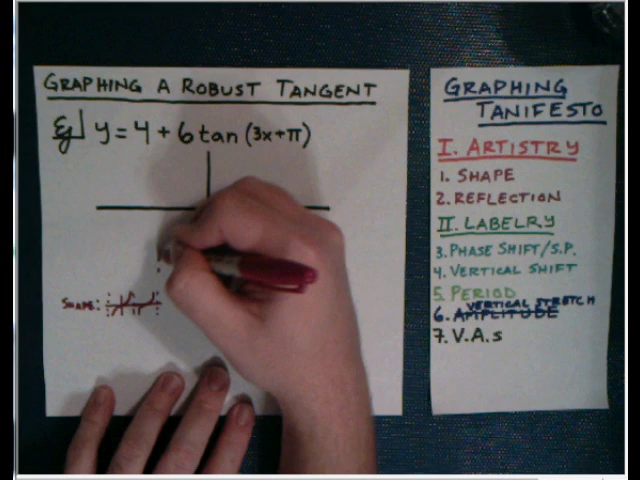 GRAPHING A ROBUST TANGENT
Eg y = 4 + 6 tan (3x+π)
SHAPE:
GRAPHING
TANIFESTO
I. ARTISTRY
1. SHAPE
2. REFLECTION
II. LABELRY
3. PHASE SHIFT/S.P.
4. VERTICAL SHIFT
5. PERIOD
VERTICAL STRETCH
6. AMPLITUDE
7. V.A.s